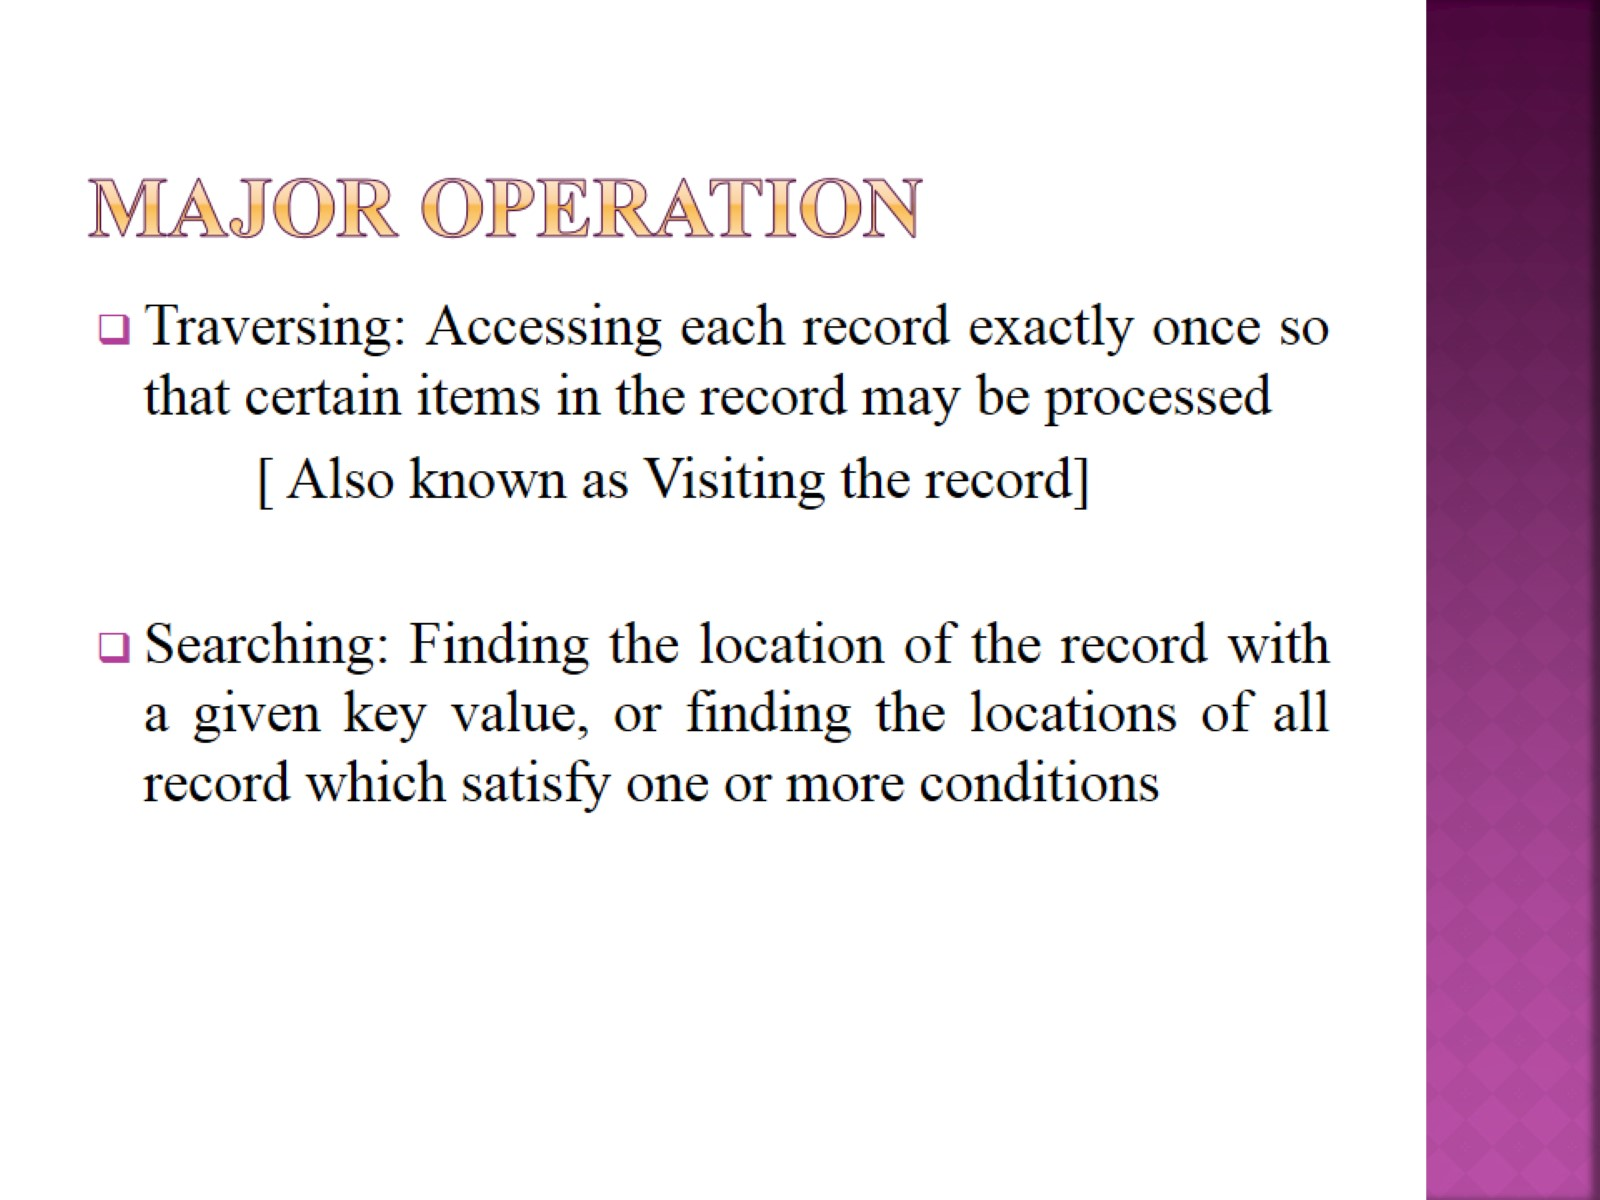 MAJOR OPERATION
Traversing: Accessing each record exactly once so
that certain items in the record may be processed
[ Also known as Visiting the record]
Searching: Finding the location of the record with
a given key value, or finding the locations of all
record which satisfy one or more conditions